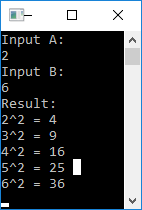 Input A:
2
Input B:
6
Result:
2^2 = 4
3^2 = 9
4^2 = 16
5^2 = 25
6^2 = 36